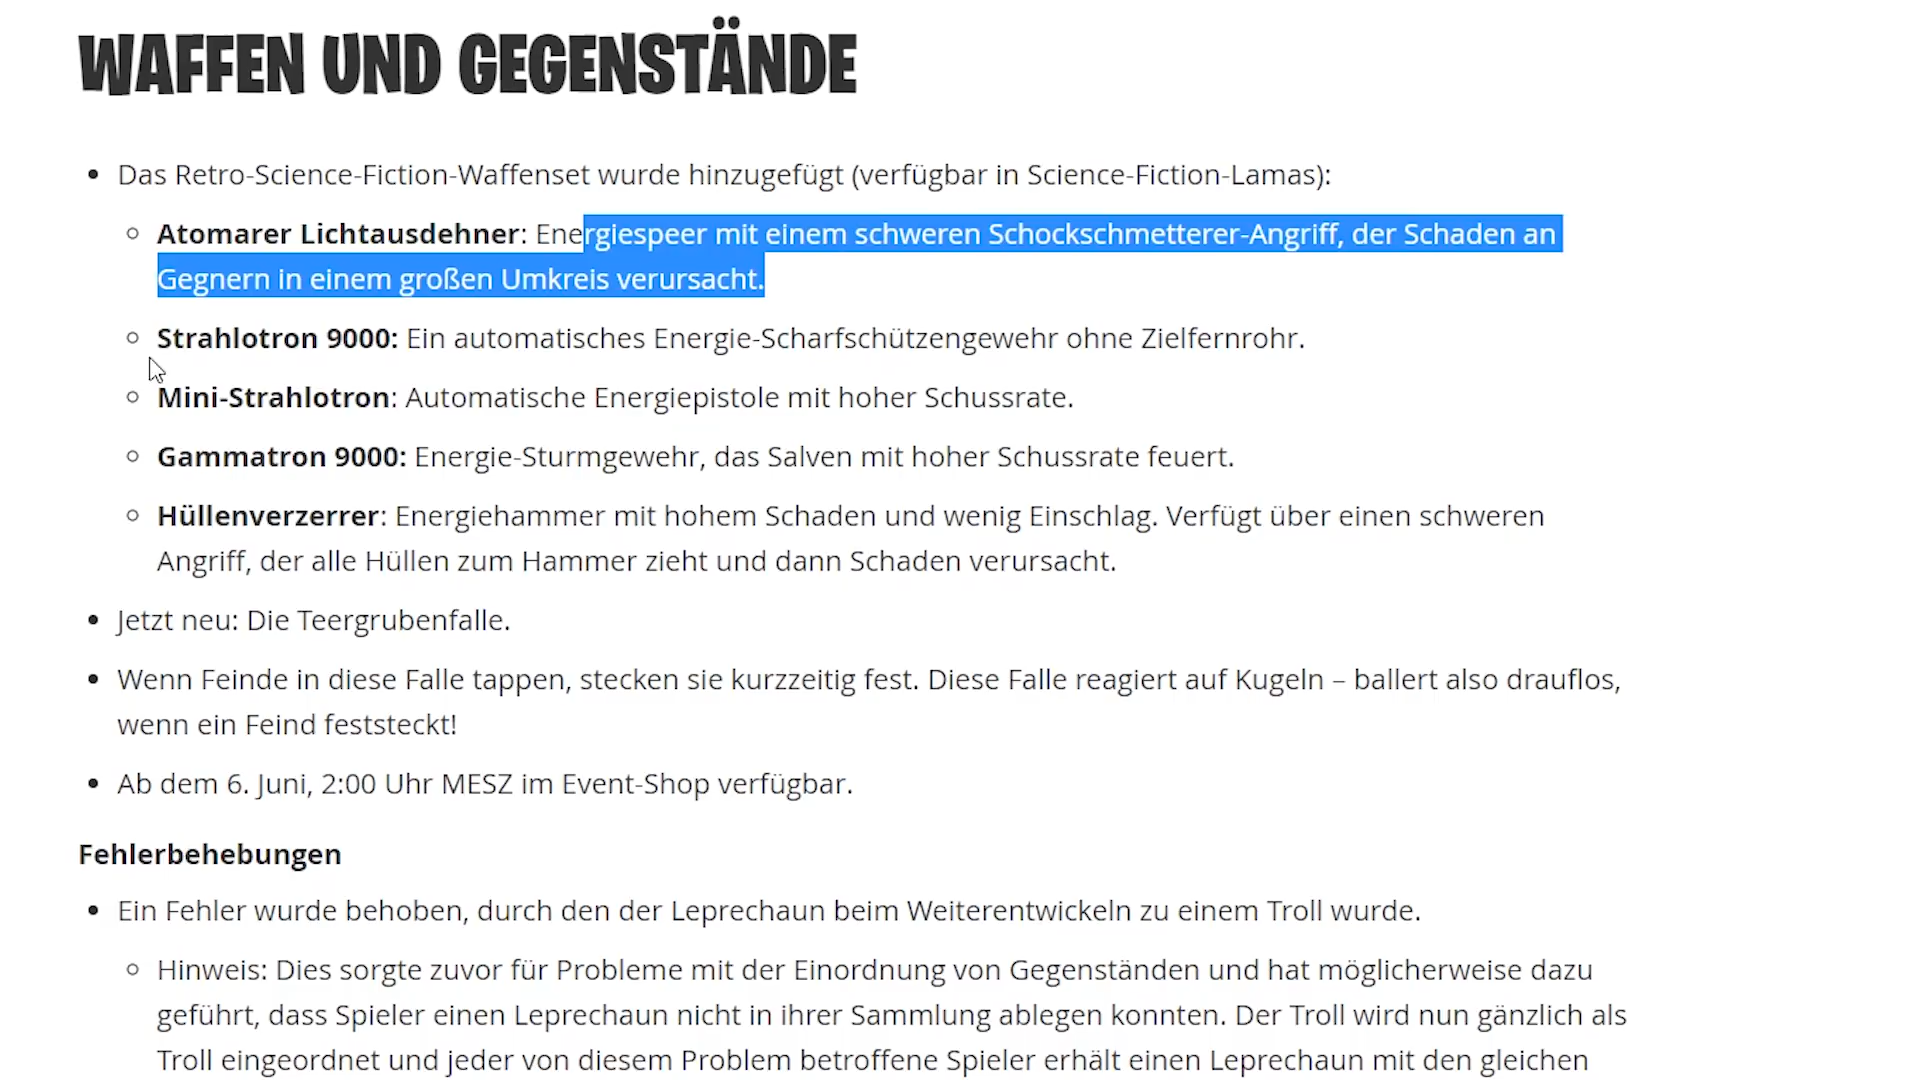 WAFFEN UND GEGENSTÄNDE
Das Retro-Science-Fiction-Waffenset wurde hinzugefügt (verfügbar in Science-Fiction-Lamas):
Atomarer Lichtausdehner: Energiespeer mit einem schweren Schockschmetterer-Angriff, der Schaden an
Gegnern in einem großen Umkreis verursacht.
Strahlotron 9000: Ein automatisches Energie-Scharfschützengewehr ohne Zielfernrohr.
Mini-Strahlotron: Automatische Energiepistole mit hoher Schussrate.
Gammatron 9000: Energie-Sturmgewehr, das Salven mit hoher Schussrate feuert.
Hüllenverzerrer: Energiehammer mit hohem Schaden und wenig Einschlag. Verfügt über einen schweren
Angriff, der alle Hüllen zum Hammer zieht und dann Schaden verursacht.
Jetzt neu: Die Teergrubenfalle.
Wenn Feinde in diese Falle tappen, stecken sie kurzzeitig fest. Diese Falle reagiert auf Kugeln – ballert also drauflos,
wenn ein Feind feststeckt!
Ab dem 6. Juni, 2:00 Uhr MESZ im Event-Shop verfügbar.
Fehlerbehebungen
Ein Fehler wurde behoben, durch den der Leprechaun beim Weiterentwickeln zu einem Troll wurde.
Hinweis: Dies sorgte zuvor für Probleme mit der Einordnung von Gegenständen und hat möglicherweise dazu
geführt, dass Spieler einen Leprechaun nicht in ihrer Sammlung ablegen konnten. Der Troll wird nun gänzlich als
Troll eingeordnet und jeder von diesem Problem betroffene Spieler erhält einen Leprechaun mit den gleichen